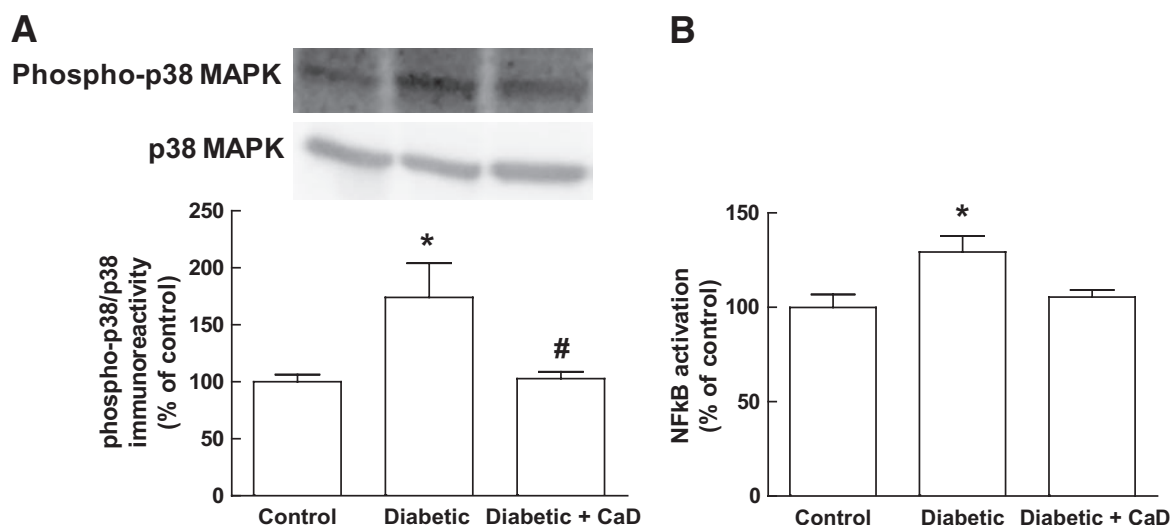 A
Phospho-p38 MAPK
p38 MAPK
phospho-p38/p38
immunoreactivity
(% of control)
250
200
150
100
50
0
*
#
Control
Diabetic
Diabetic + CaD
B
NFkB activation
(% of control)
150
100
50
0
*
Control
Diabetic
Diabetic + CaD